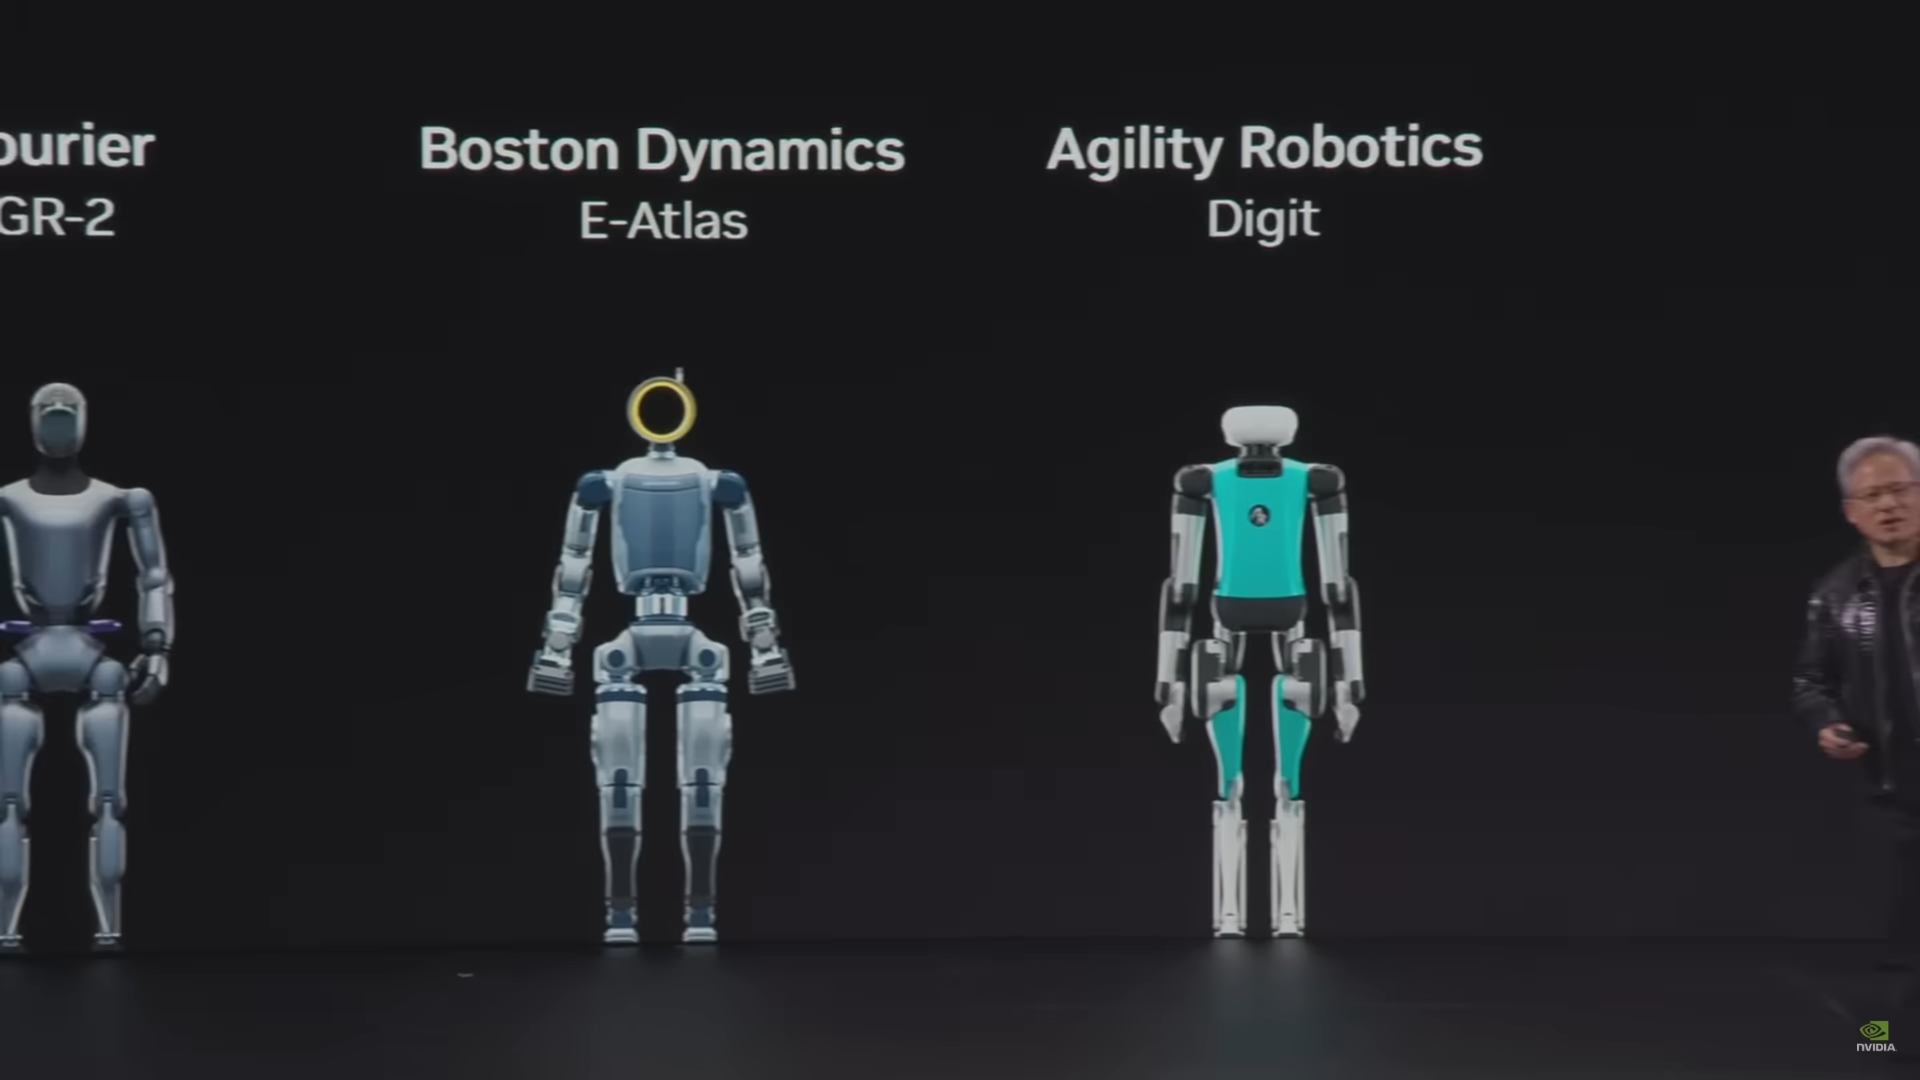 ourier
GR-2
Boston Dynamics
E-Atlas
Agility Robotics
Digit
NVIDIA